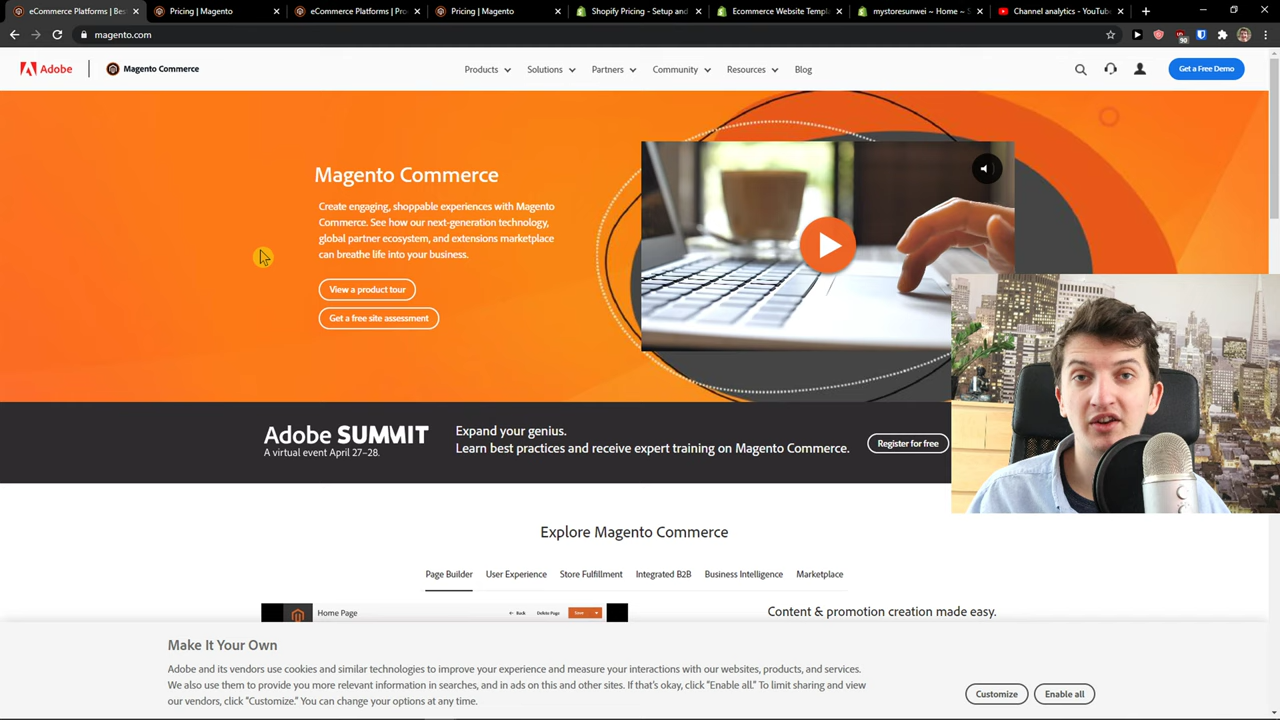 eCommerce Platforms | Bes
Pricing | Magento
eCommerce Platforms | Pro
Pricing | Magento
Shopify Pricing - Setup and
Ecommerce Website Templ
mystoresunwei ~ Home ~ S
Channel analytics - YouTube
magento.com
90
Adobe
Magento Commerce
Products
Solutions
Partners
Community
Resources
Blog
Get a Free Demo
Magento Commerce
Create engaging, shoppable experiences with Magento
Commerce. See how our next-generation technology,
global partner ecosystem, and extensions marketplace
can breathe life into your business.
View a product tour
Get a free site assessment
Adobe SUMMIT
A virtual event April 27–28.
Expand your genius.
Learn best practices and receive expert training on Magento Commerce.
Register for free
Explore Magento Commerce
Page Builder
User Experience
Store Fulfillment
Integrated B2B
Business Intelligence
Marketplace
Home Page
Back
Delete Page
Save
Content & promotion creation made easy.
Make It Your Own
Adobe and its vendors use cookies and similar technologies to improve your experience and measure your interactions with our websites, products, and services.
We also use them to provide you more relevant information in searches, and in ads on this and other sites. If that's okay, click "Enable all." To limit sharing and view
our vendors, click "Customize." You can change your options at any time.
Customize
Enable all